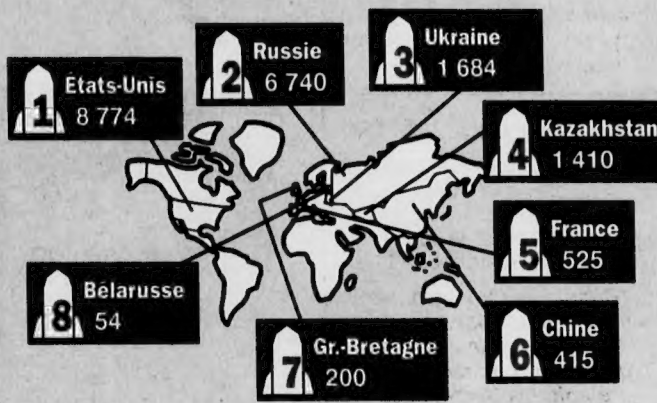 1
États-Unis
8 774
2
Russie
6 740
3
Ukraine
1 684
4
Kazakhstan
1 410
5
France
525
6
Chine
415
7
Gr.-Bretagne
200
8
Bélarusse
54